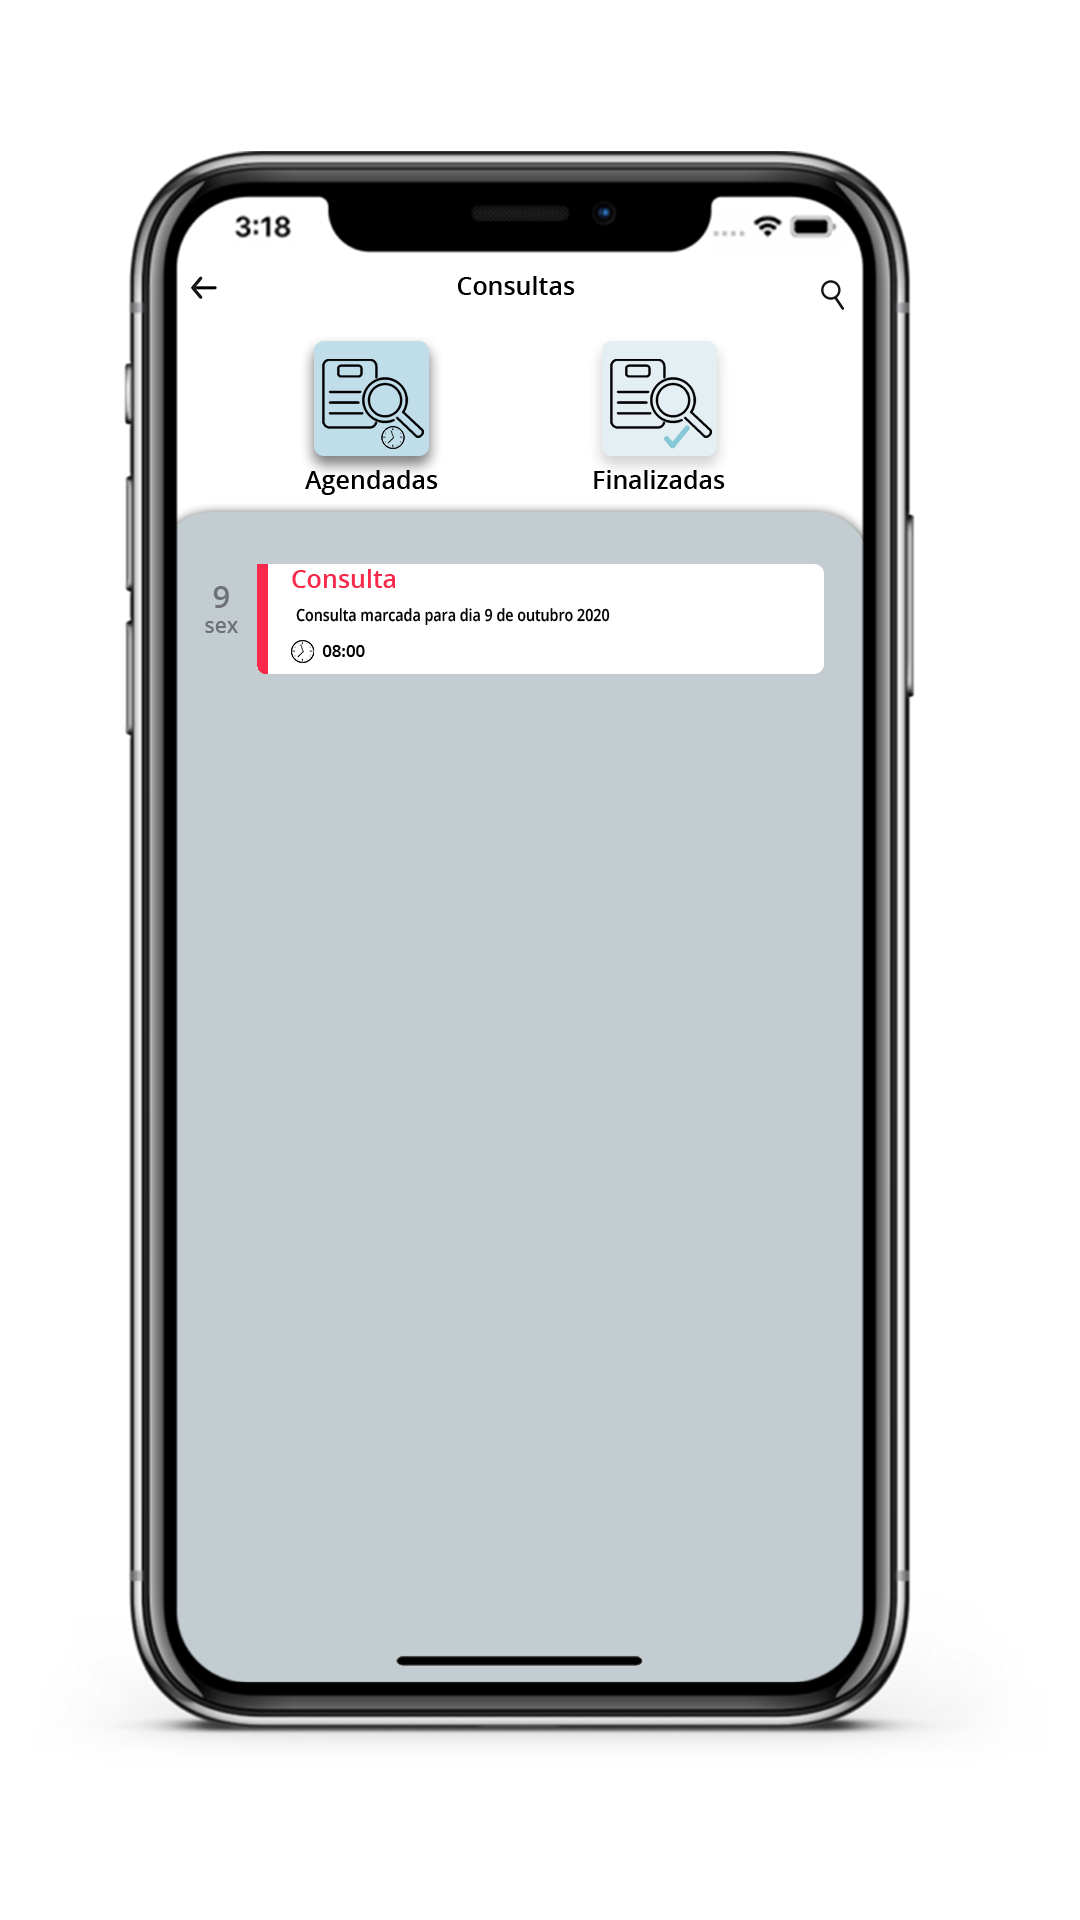 3:18
Consultas
Agendadas
Finalizadas
9
sex
Consulta
Consulta marcada para dia 9 de outubro 2020
08:00